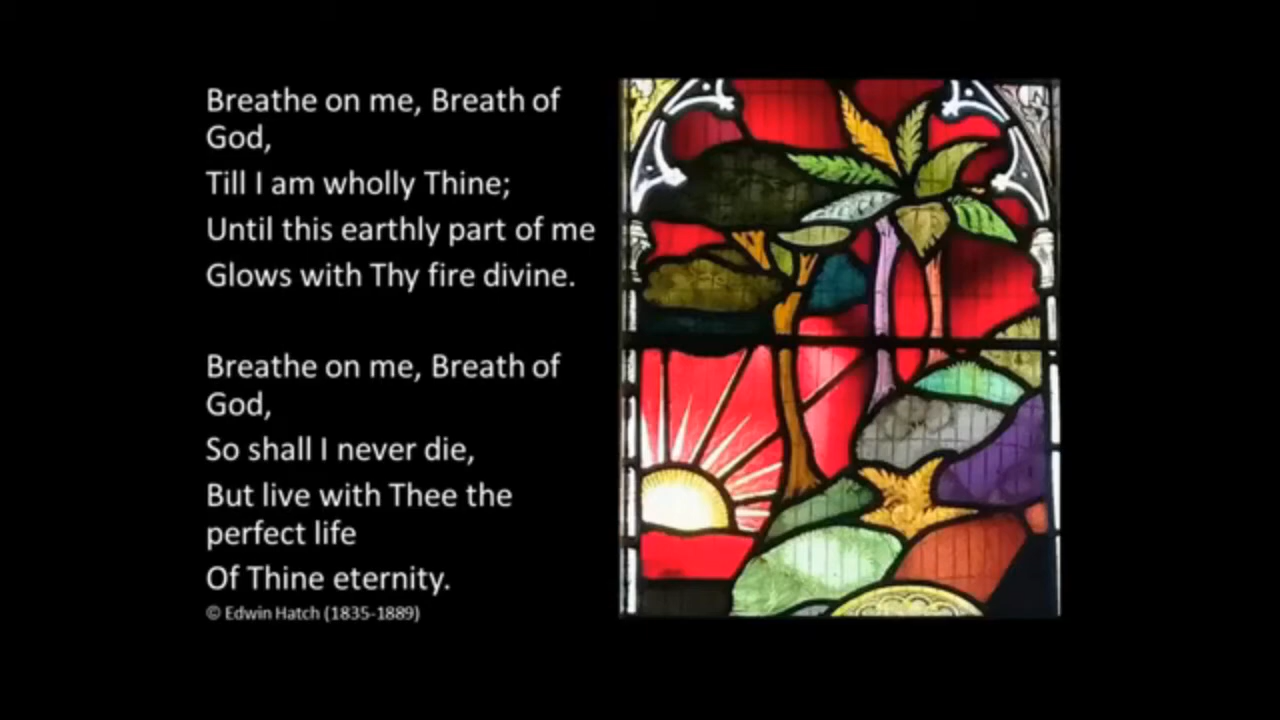 Breathe on me, Breath of
God,
Till I am wholly Thine;
Until this earthly part of me
Glows with Thy fire divine.
Breathe on me, Breath of
God,
So shall I never die,
But live with Thee the
perfect life
Of Thine eternity.
© Edwin Hatch (1835-1889)